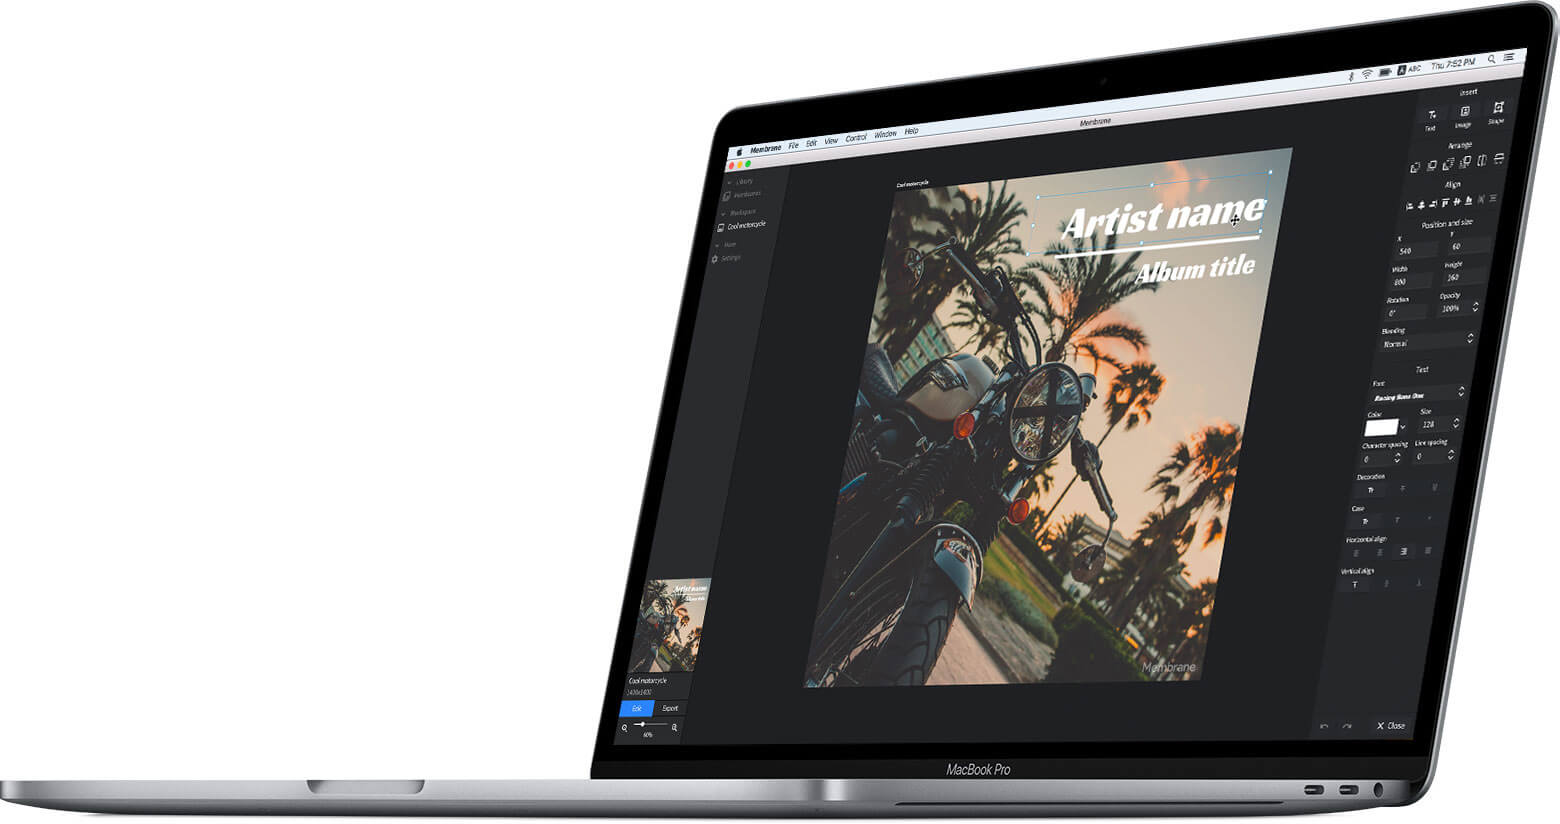 Membrane File Edit View Control Window Help
ABC Thu 7:52 PM
Membrane
Library
Workspace
Cool motorcycle
More
Settings
Cool motorcycle
Artist name
Album title
Membrane
Artist name
Cool motorcycle
1400x1400
Edit Export
60%
Insert
Text Image Shape
Arrange
Align
Position and size
X Y
540 60
Width Height
800 160
Rotation Opacity
0° 100%
Blending
Normal
Text
Font
Racing Sans One
Color Size
128
Character spacing Line spacing
0 0
Decoration
Case
Horizontal align
Vertical align
Close
MacBook Pro